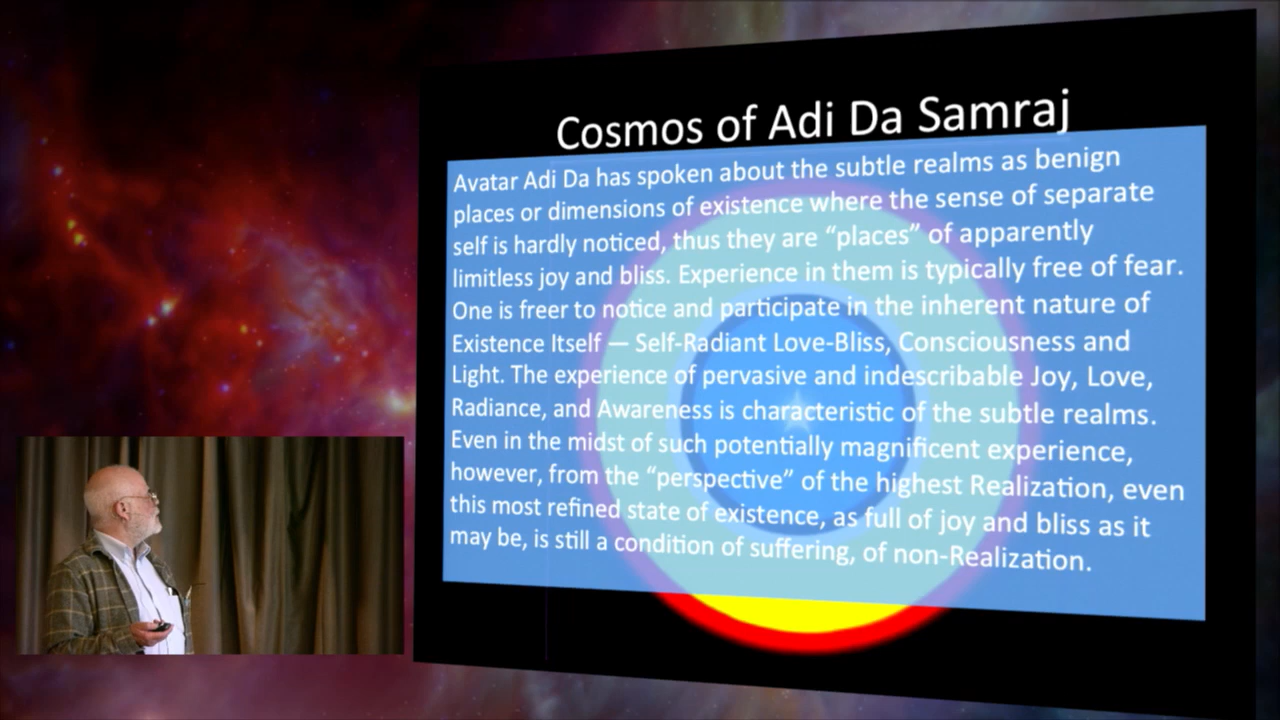 Cosmos of Adi Da Samraj
Avatar Adi Da has spoken about the subtle realms as benign
places or dimensions of existence where the sense of separate
self is hardly noticed, thus they are “places” of apparently
limitless joy and bliss. Experience in them is typically free of fear.
One is freer to notice and participate in the inherent nature of
Existence Itself — Self-Radiant Love-Bliss, Consciousness and
Light. The experience of pervasive and indescribable Joy, Love,
Radiance, and Awareness is characteristic of the subtle realms.
Even in the midst of such potentially magnificent experience,
however, from the “perspective” of the highest Realization, even
this most refined state of existence, as full of joy and bliss as it
may be, is still a condition of suffering, of non-Realization.